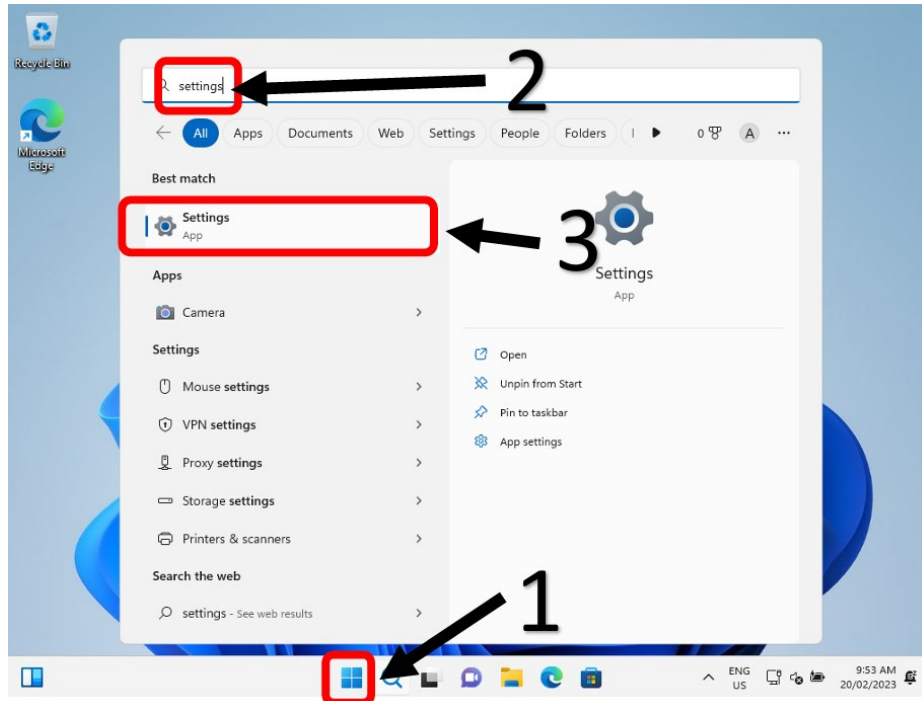 Recycle Bin
Microsoft
Edge
2
settings
All Apps Documents Web Settings People Folders 0 A ...
Best match
Settings
App
3
Settings
App
Apps
Camera
Settings
Mouse settings
VPN settings
Proxy settings
Storage settings
Printers & scanners
Search the web
settings - See web results
Open
Unpin from Start
Pin to taskbar
App settings
1
ENG
US
9:53 AM
20/02/2023